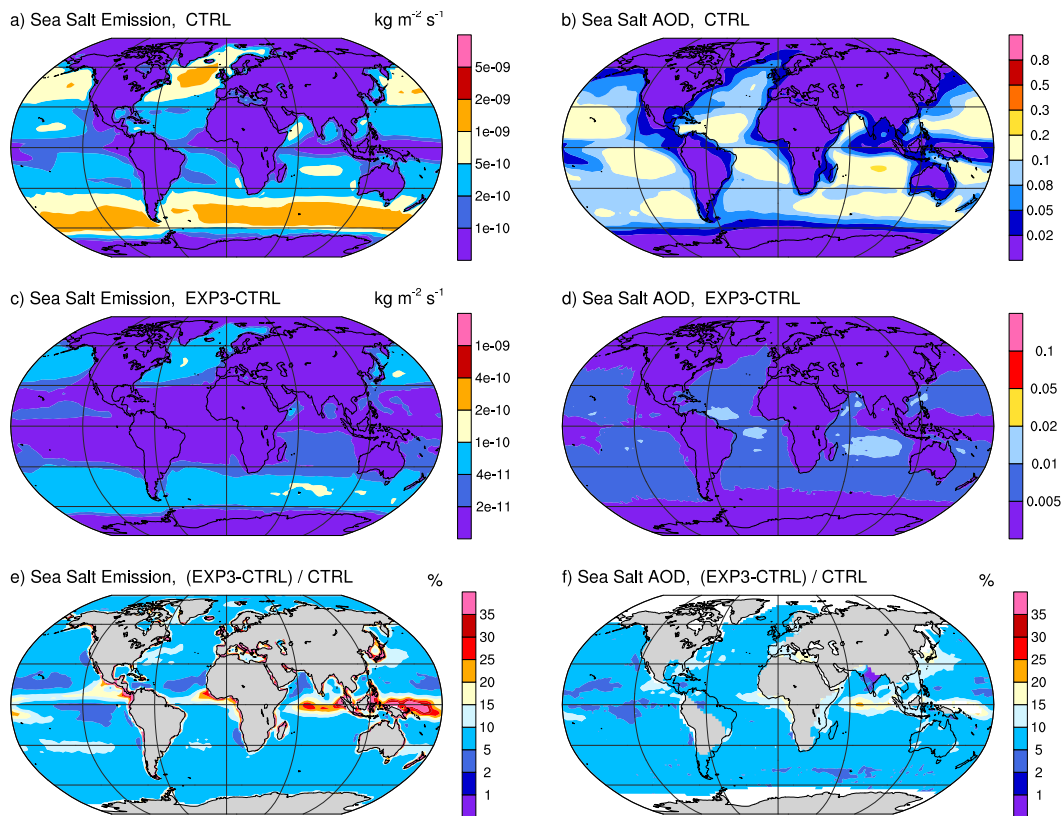 a) Sea Salt Emission, CTRL kg m-2 s-1
5e-09
2e-09
1e-09
5e-10
2e-10
1e-10
b) Sea Salt AOD, CTRL
0.8
0.5
0.3
0.2
0.1
0.08
0.05
0.02
c) Sea Salt Emission, EXP3-CTRL kg m-2 s-1
1e-09
4e-10
2e-10
1e-10
4e-11
2e-11
d) Sea Salt AOD, EXP3-CTRL
0.1
0.05
0.02
0.01
0.005
e) Sea Salt Emission, (EXP3-CTRL) / CTRL %
35
30
25
20
15
10
5
2
1
f) Sea Salt AOD, (EXP3-CTRL) / CTRL %
35
30
25
20
15
10
5
2
1